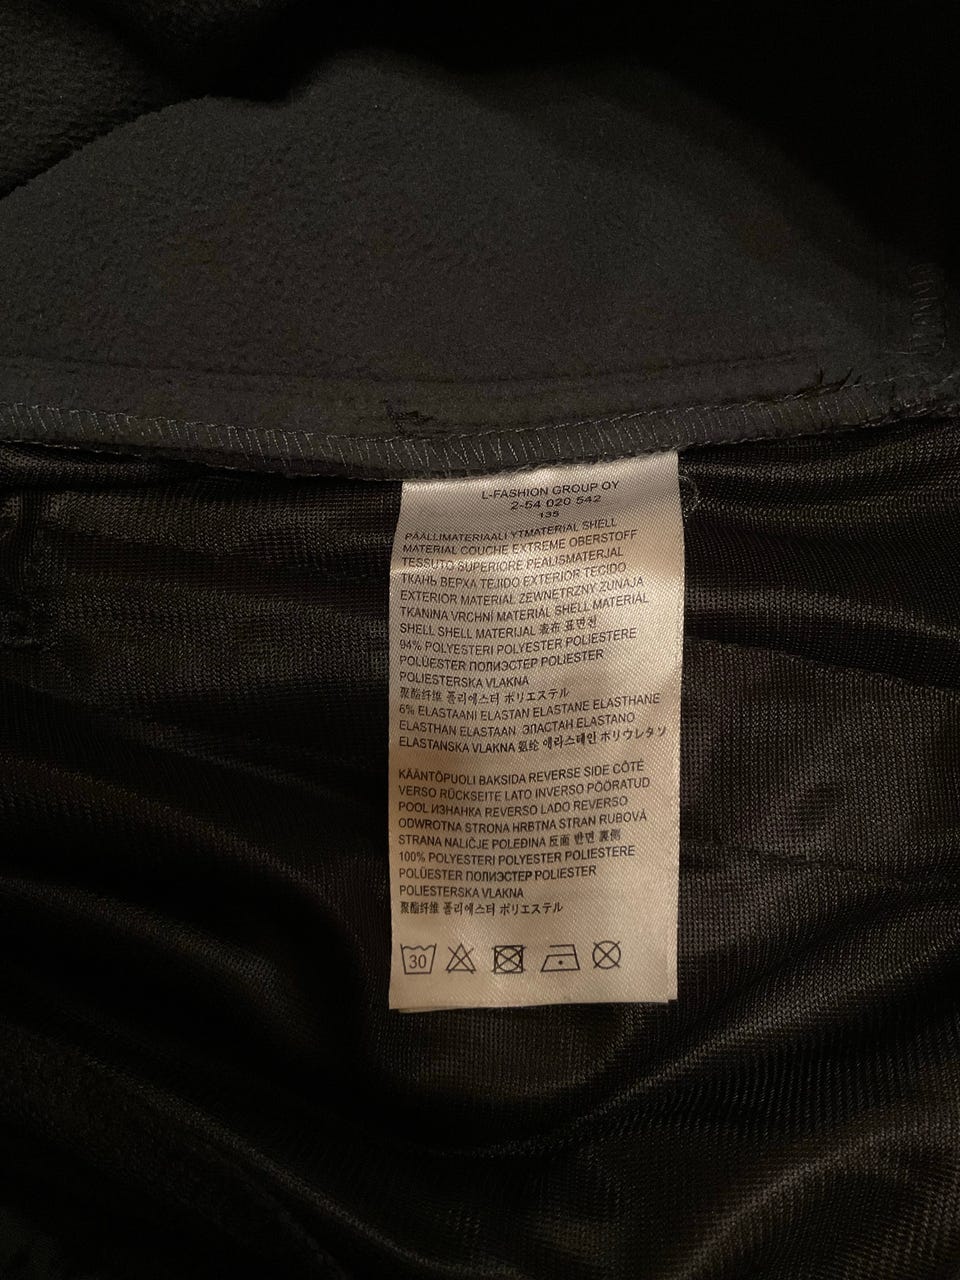 L-FASHION GROUP OY
2-54 020 542
135
PÄÄLLIMATERIAALI YTMATERIAL SHELL
MATERIAL COUCHE EXTREME OBERSTOFF
TESSUTO SUPERIORE PEALISMATERJAL
ТКАНЬ ВЕРХА TEJIDO EXTERIOR TECIDO
EXTERIOR MATERIAŁ ZEWNETRZNY ZUNAJA
TKANINA VRCHNÍ MATERIÁL SHELL MATERIÁL
SHELL SHELL MATERIJAL 表布 표면천
94% POLYESTERI POLYESTER POLIESTERE
POLÜESTER ПОЛИЭСТЕР POLIESTER
POLIESTERSKA VLAKNA
聚酯纤维 폴리에스터 ポリエステル
6% ELASTAANI ELASTAN ELASTANE ELASTHANE
ELASTHAN ELASTAAN ЭЛАСТАН ELASTANO
ELASTANSKA VLAKNA 氨纶 에라스테인 ポリウレタン
KÄÄNTÖPUOLI BAKSIDA REVERSE SIDE CÔTÉ
VERSO RÜCKSEITE LATO INVERSO PÖÖRATUD
POOL ИЗНАНКА REVERSO LADO REVERSO
ODWROTNA STRONA HRBTNA STRAN RUBOVÁ
STRANA NALIČJE POLEĐINA 反面 반면 裏側
100% POLYESTERI POLYESTER POLIESTERE
POLÜESTER ПОЛИЭСТЕР POLIESTER
POLIESTERSKA VLAKNA
聚酯纤维 폴리에스터 ポリエステル
30